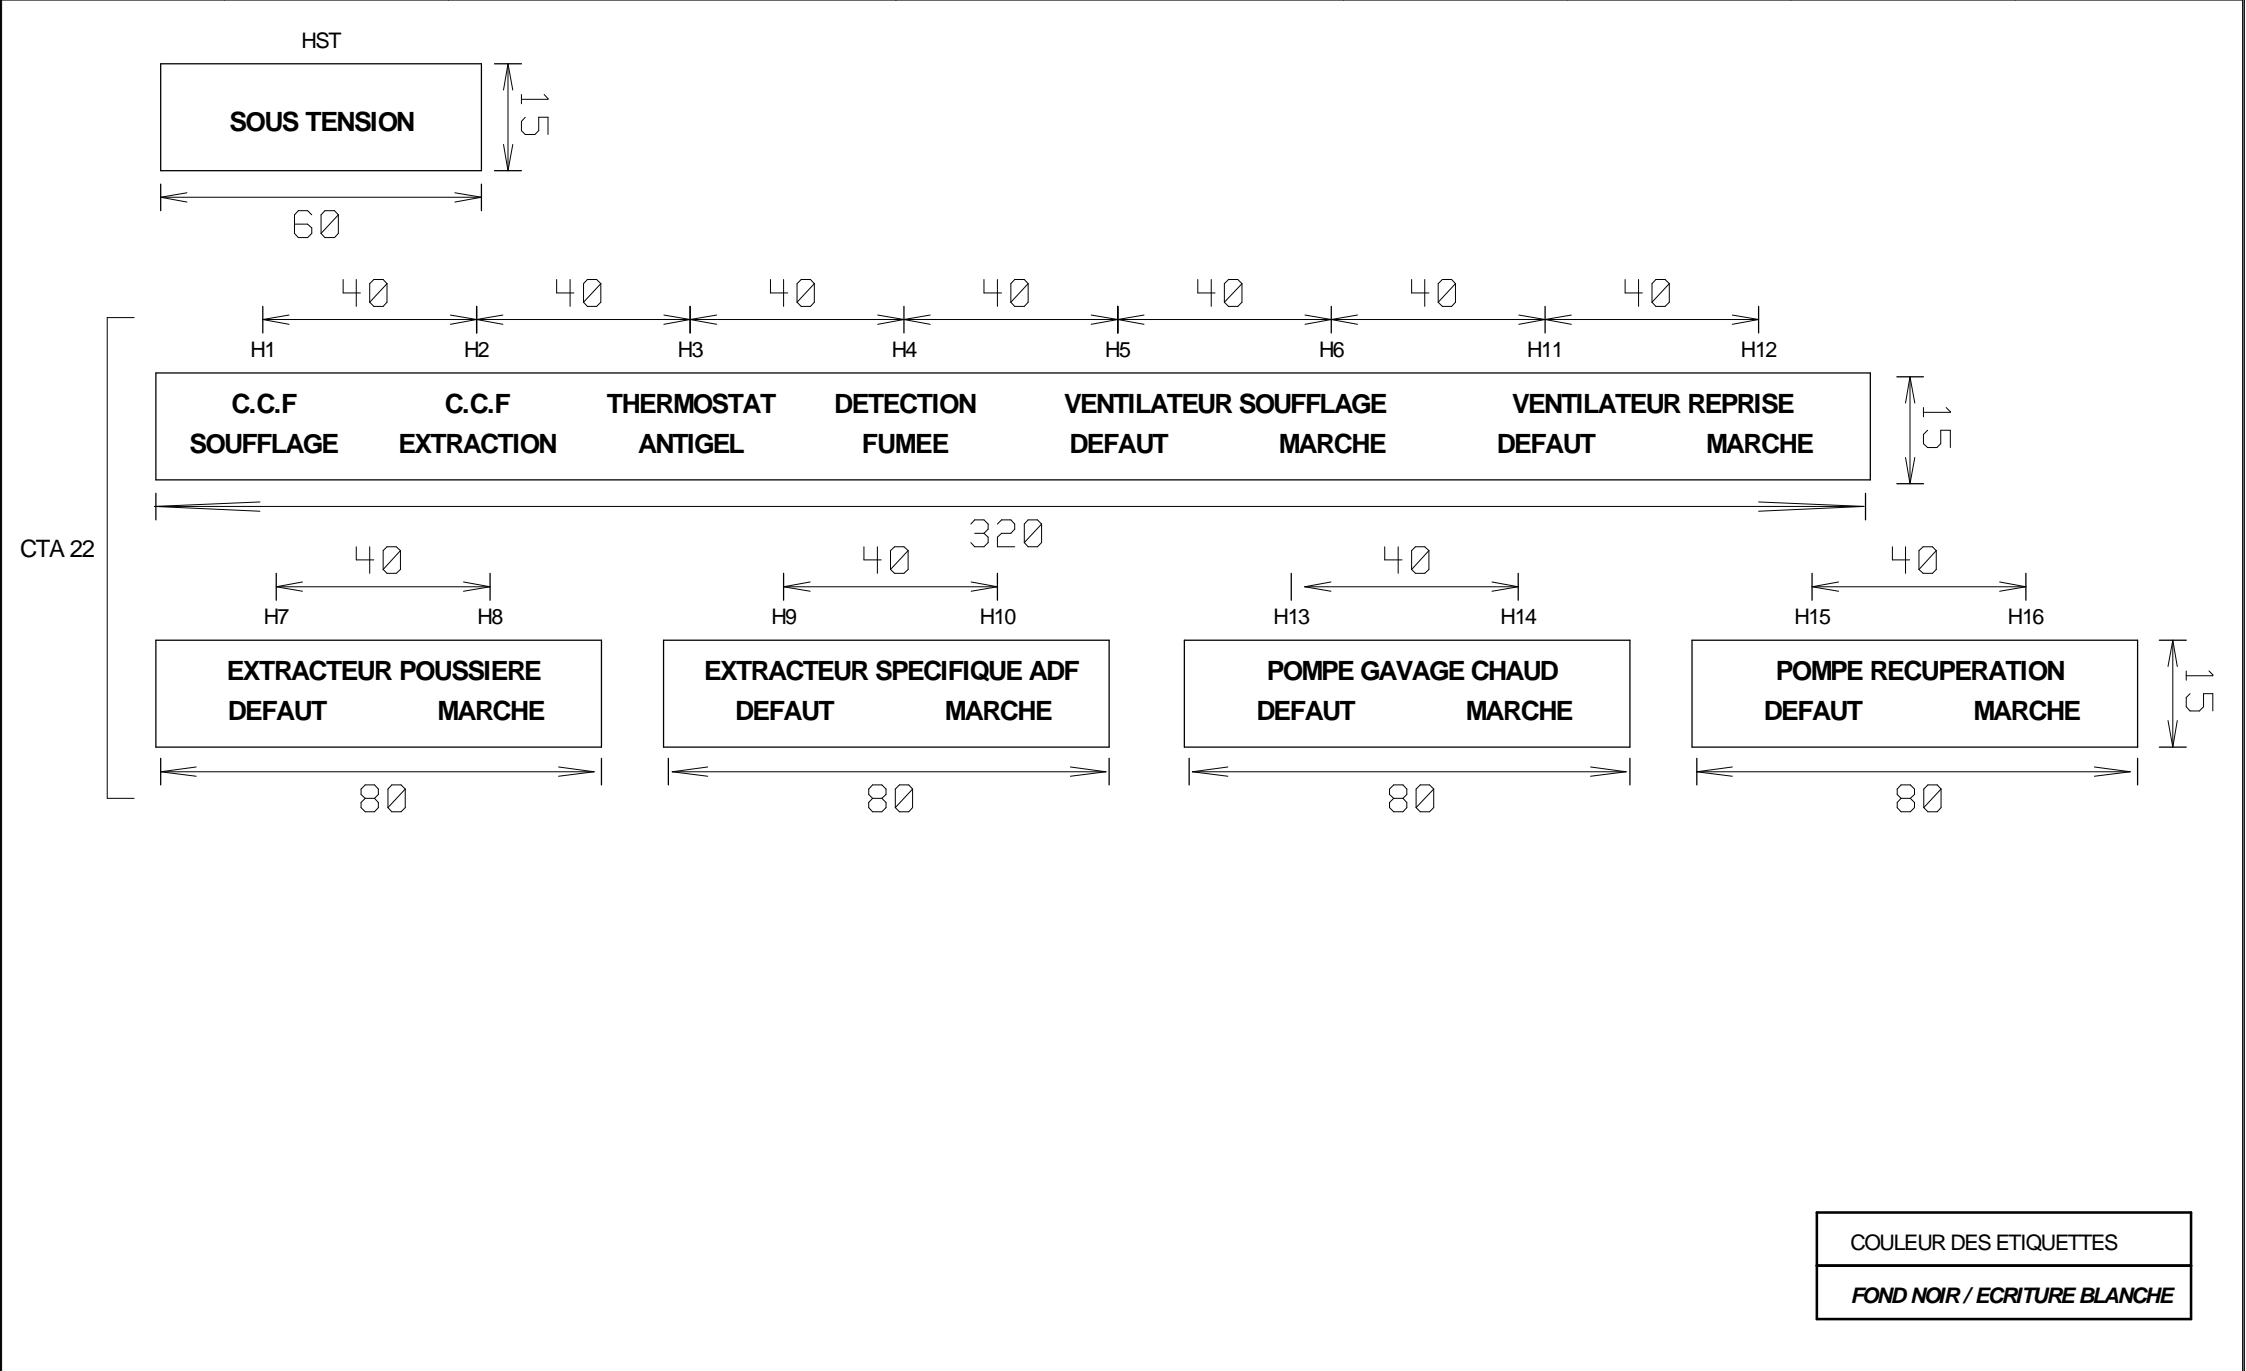 HST
SOUS TENSION
15
60
40 40 40 40 40 40 40
H1 H2 H3 H4 H5 H6 H11 H12
C.C.F C.C.F THERMOSTAT DETECTION VENTILATEUR SOUFFLAGE VENTILATEUR REPRISE
SOUFFLAGE EXTRACTION ANTIGEL FUMEE DEFAUT MARCHE DEFAUT MARCHE
15
320
CTA 22
40 40 40 40
H7 H8 H9 H10 H13 H14 H15 H16
EXTRACTEUR POUSSIERE EXTRACTEUR SPECIFIQUE ADF POMPE GAVAGE CHAUD POMPE RECUPERATION
DEFAUT MARCHE DEFAUT MARCHE DEFAUT MARCHE DEFAUT MARCHE
15
80 80 80 80
COULEUR DES ETIQUETTES
FOND NOIR / ECRITURE BLANCHE